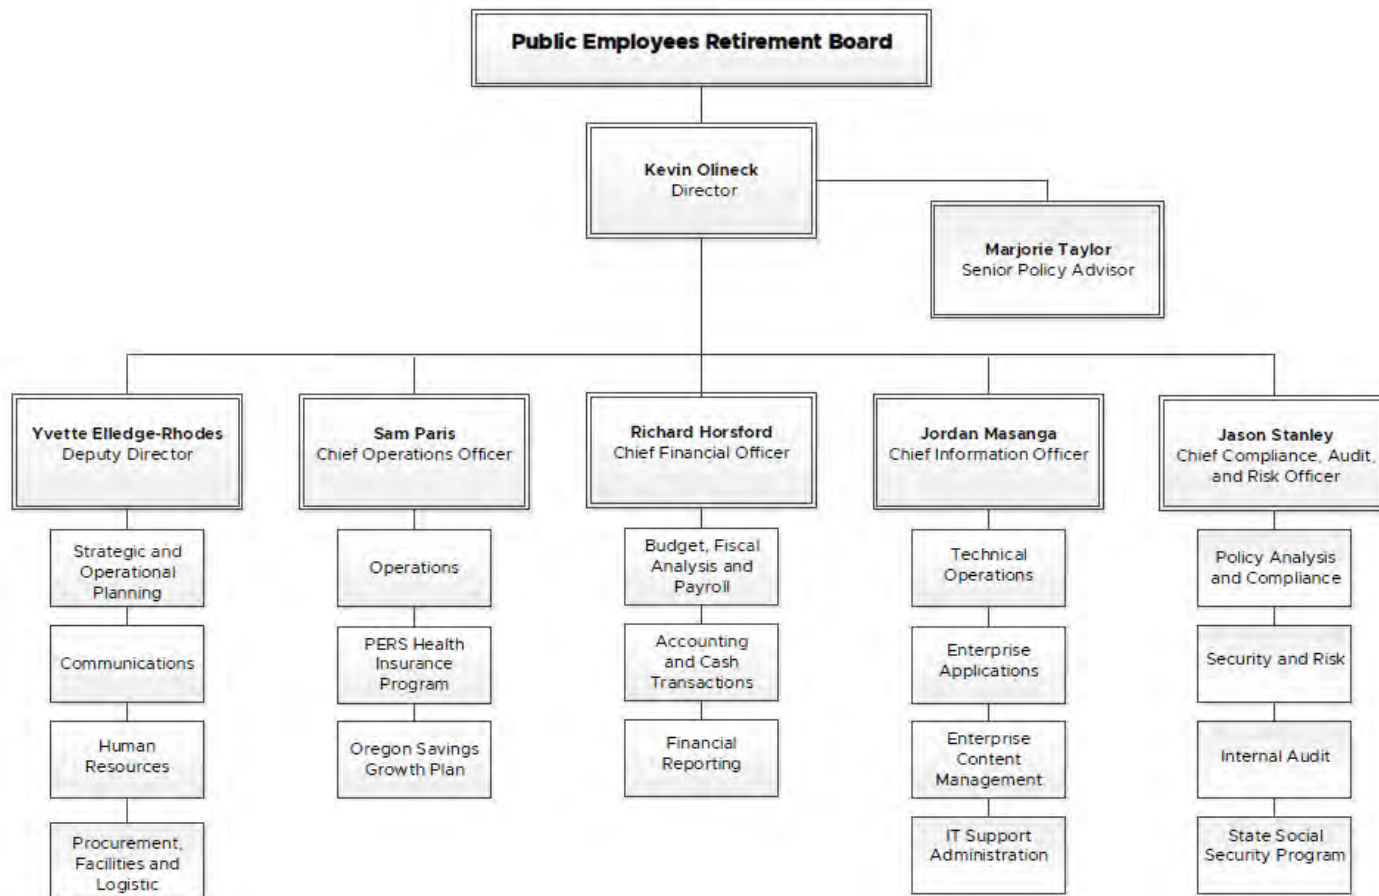 Public Employees Retirement Board
Kevin Olineck
Director
Marjorie Taylor
Senior Policy Advisor
Yvette Elledge-Rhodes
Deputy Director
Strategic and
Operational
Planning
Communications
Human
Resources
Procurement,
Facilities and
Logistic
Sam Paris
Chief Operations Officer
Operations
PERS Health
Insurance
Program
Oregon Savings
Growth Plan
Richard Horsford
Chief Financial Officer
Budget, Fiscal
Analysis and
Payroll
Accounting
and Cash
Transactions
Financial
Reporting
Jordan Masanga
Chief Information Officer
Technical
Operations
Enterprise
Applications
Enterprise
Content
Management
IT Support
Administration
Jason Stanley
Chief Compliance, Audit,
and Risk Officer
Policy Analysis
and Compliance
Security and Risk
Internal Audit
State Social
Security Program